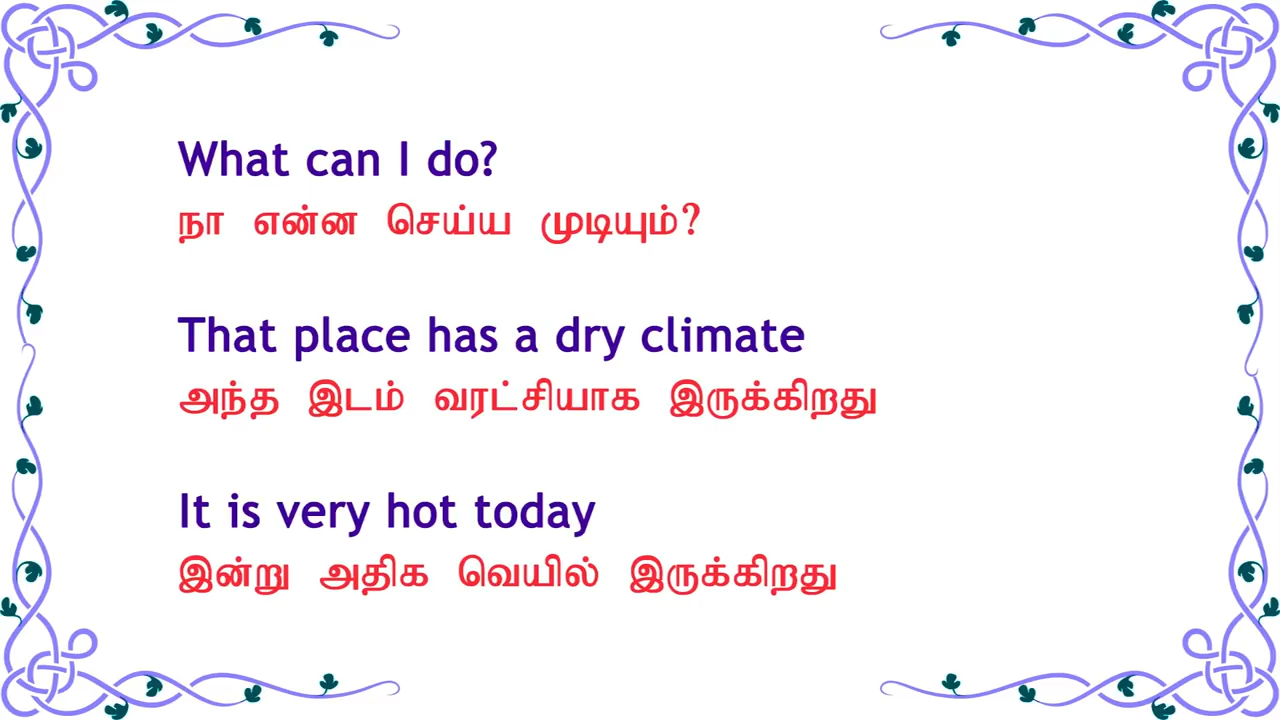 What can I do?
நா என்ன செய்ய முடியும்?
That place has a dry climate
அந்த இடம் வரட்சியாக இருக்கிறது
It is very hot today
இன்று அதிக வெயில் இருக்கிறது